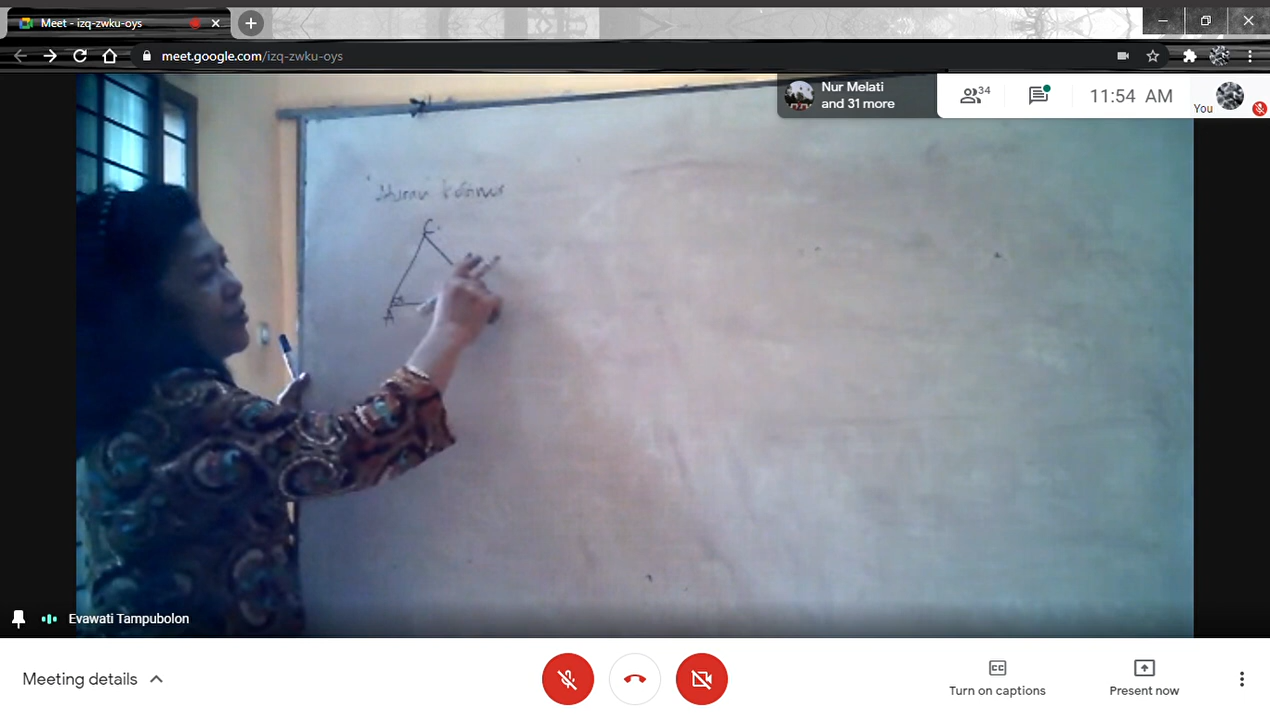 Meet - izq-zwku-oys
meet.google.com/izq-zwku-oys
Nur Melati
and 31 more
34
11:54 AM
You
C
A
Evawati Tampubolon
Meeting details
Turn on captions
Present now